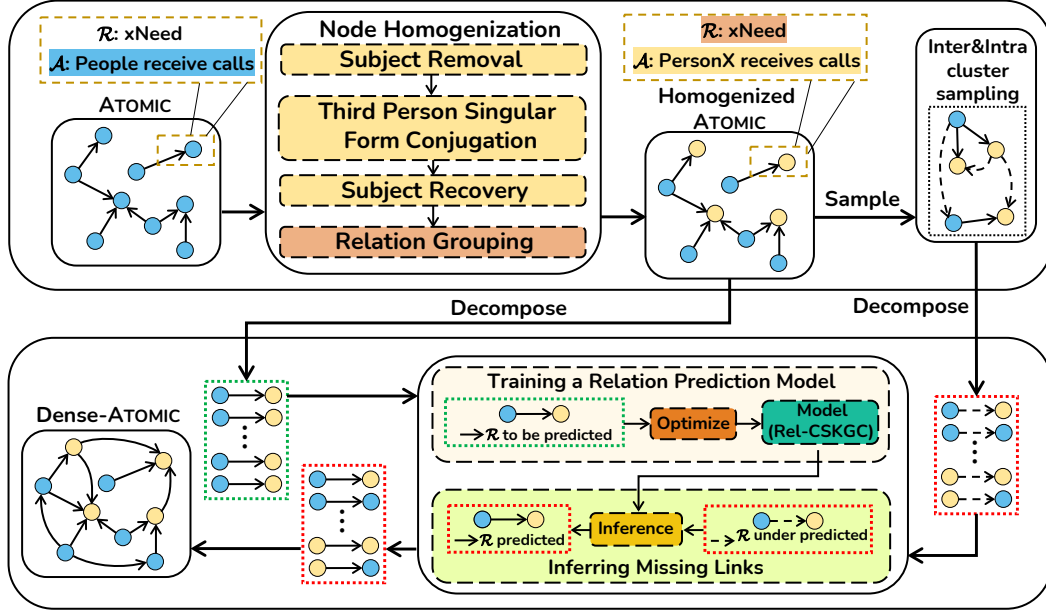 R: xNeed
A: People receive calls
ATOMIC
Node Homogenization
Subject Removal
Third Person Singular
Form Conjugation
Subject Recovery
Relation Grouping
R: xNeed
A: PersonX receives calls
Homogenized
ATOMIC
Sample
Inter&Intra
cluster
sampling
Decompose
Decompose
Dense-ATOMIC
Training a Relation Prediction Model
R to be predicted
Optimize
Model
(Rel-CSKGC)
R predicted
Inference
R under predicted
Inferring Missing Links